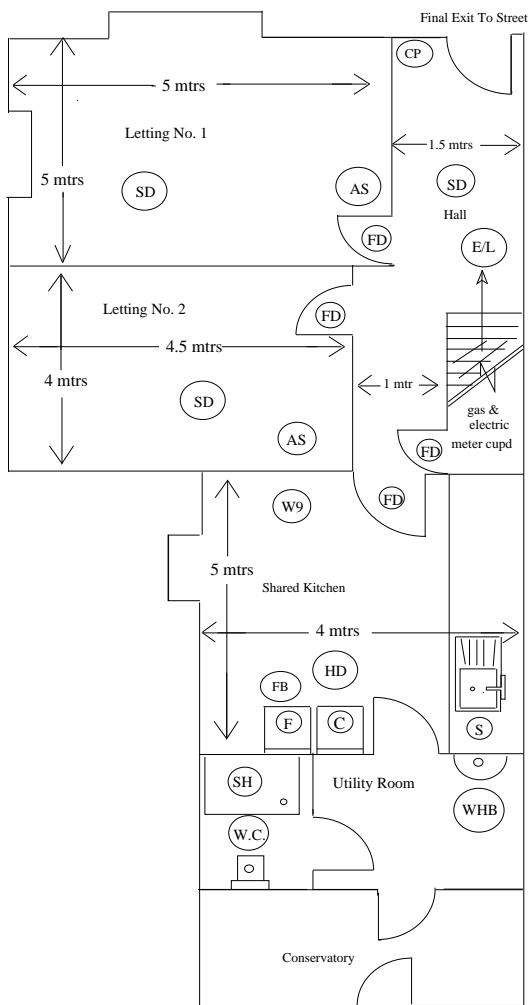 Final Exit To Street
CP
5 mtrs
Letting No. 1
1.5 mtrs
5 mtrs
SD
AS
SD
Hall
FD
E/L
Letting No. 2
FD
4.5 mtrs
4 mtrs
1 mtr
SD
gas &
electric
meter cupd
AS
FD
FD
W9
5 mtrs
Shared Kitchen
4 mtrs
HD
FB
F
C
S
SH
Utility Room
WHB
W.C.
Conservatory